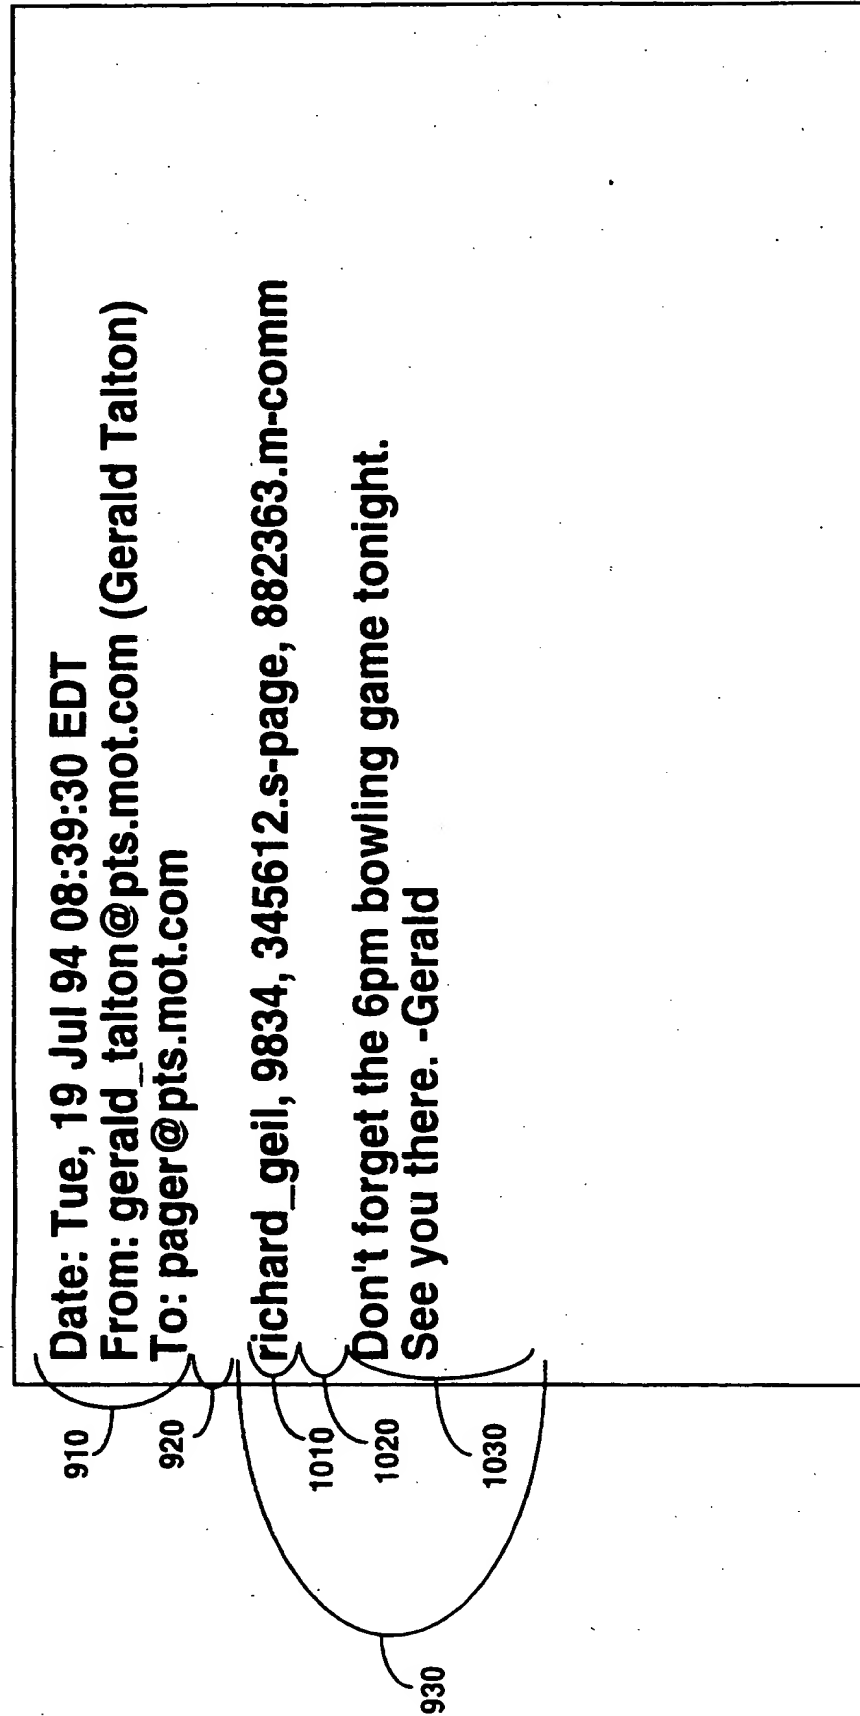 Date: Tue, 19 Jul 94 08:39:30 EDT
From: gerald_talton@pts.mot.com (Gerald Talton)
To: pager@pts.mot.com
richard_geil, 9834, 345612.s-page, 882363.m-comm
Don't forget the 6pm bowling game tonight.
See you there. -Gerald
910
920
1010
1020
1030
930